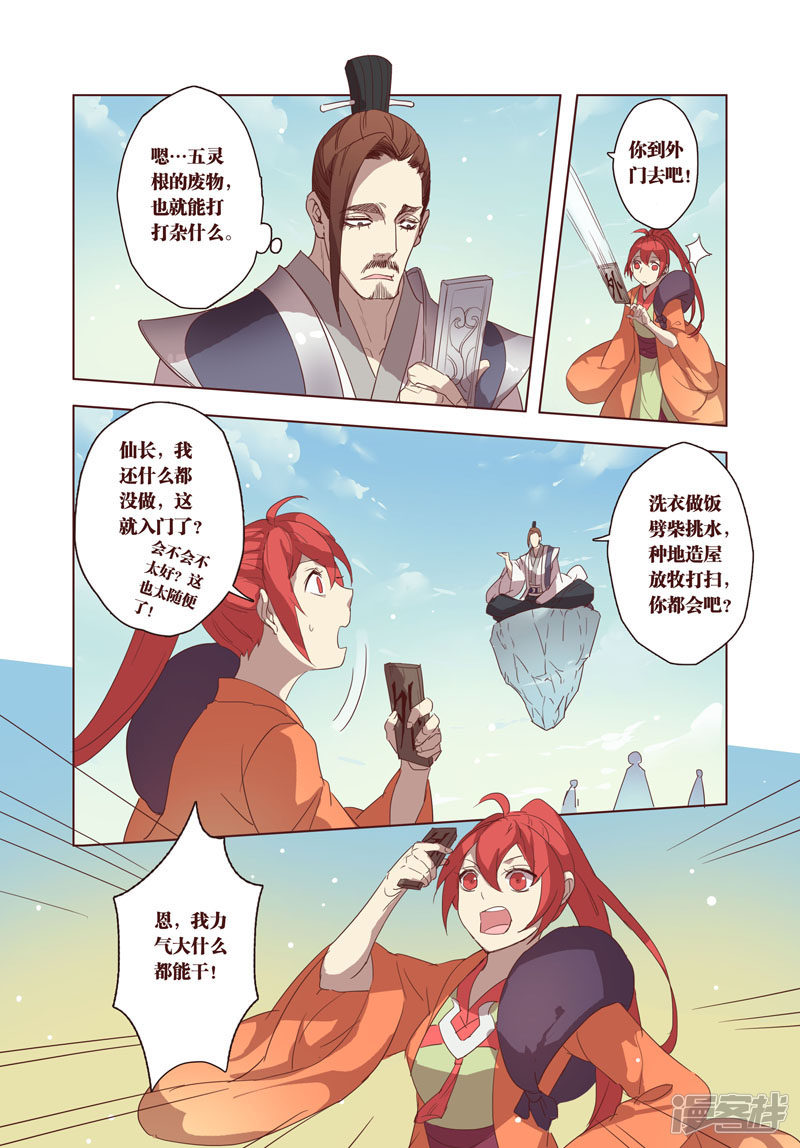 嗯…五灵
根的废物，
也就能打
打杂什么。
你到外
门去吧！
外
仙长，我
还什么都
没做，这
就入门了？
会不会不
太好？这
也太随便
了！
外
洗衣做饭
劈柴挑水，
种地造屋
放牧打扫，
你都会吧？
恩，我力
气大什么
都能干！
漫客栈